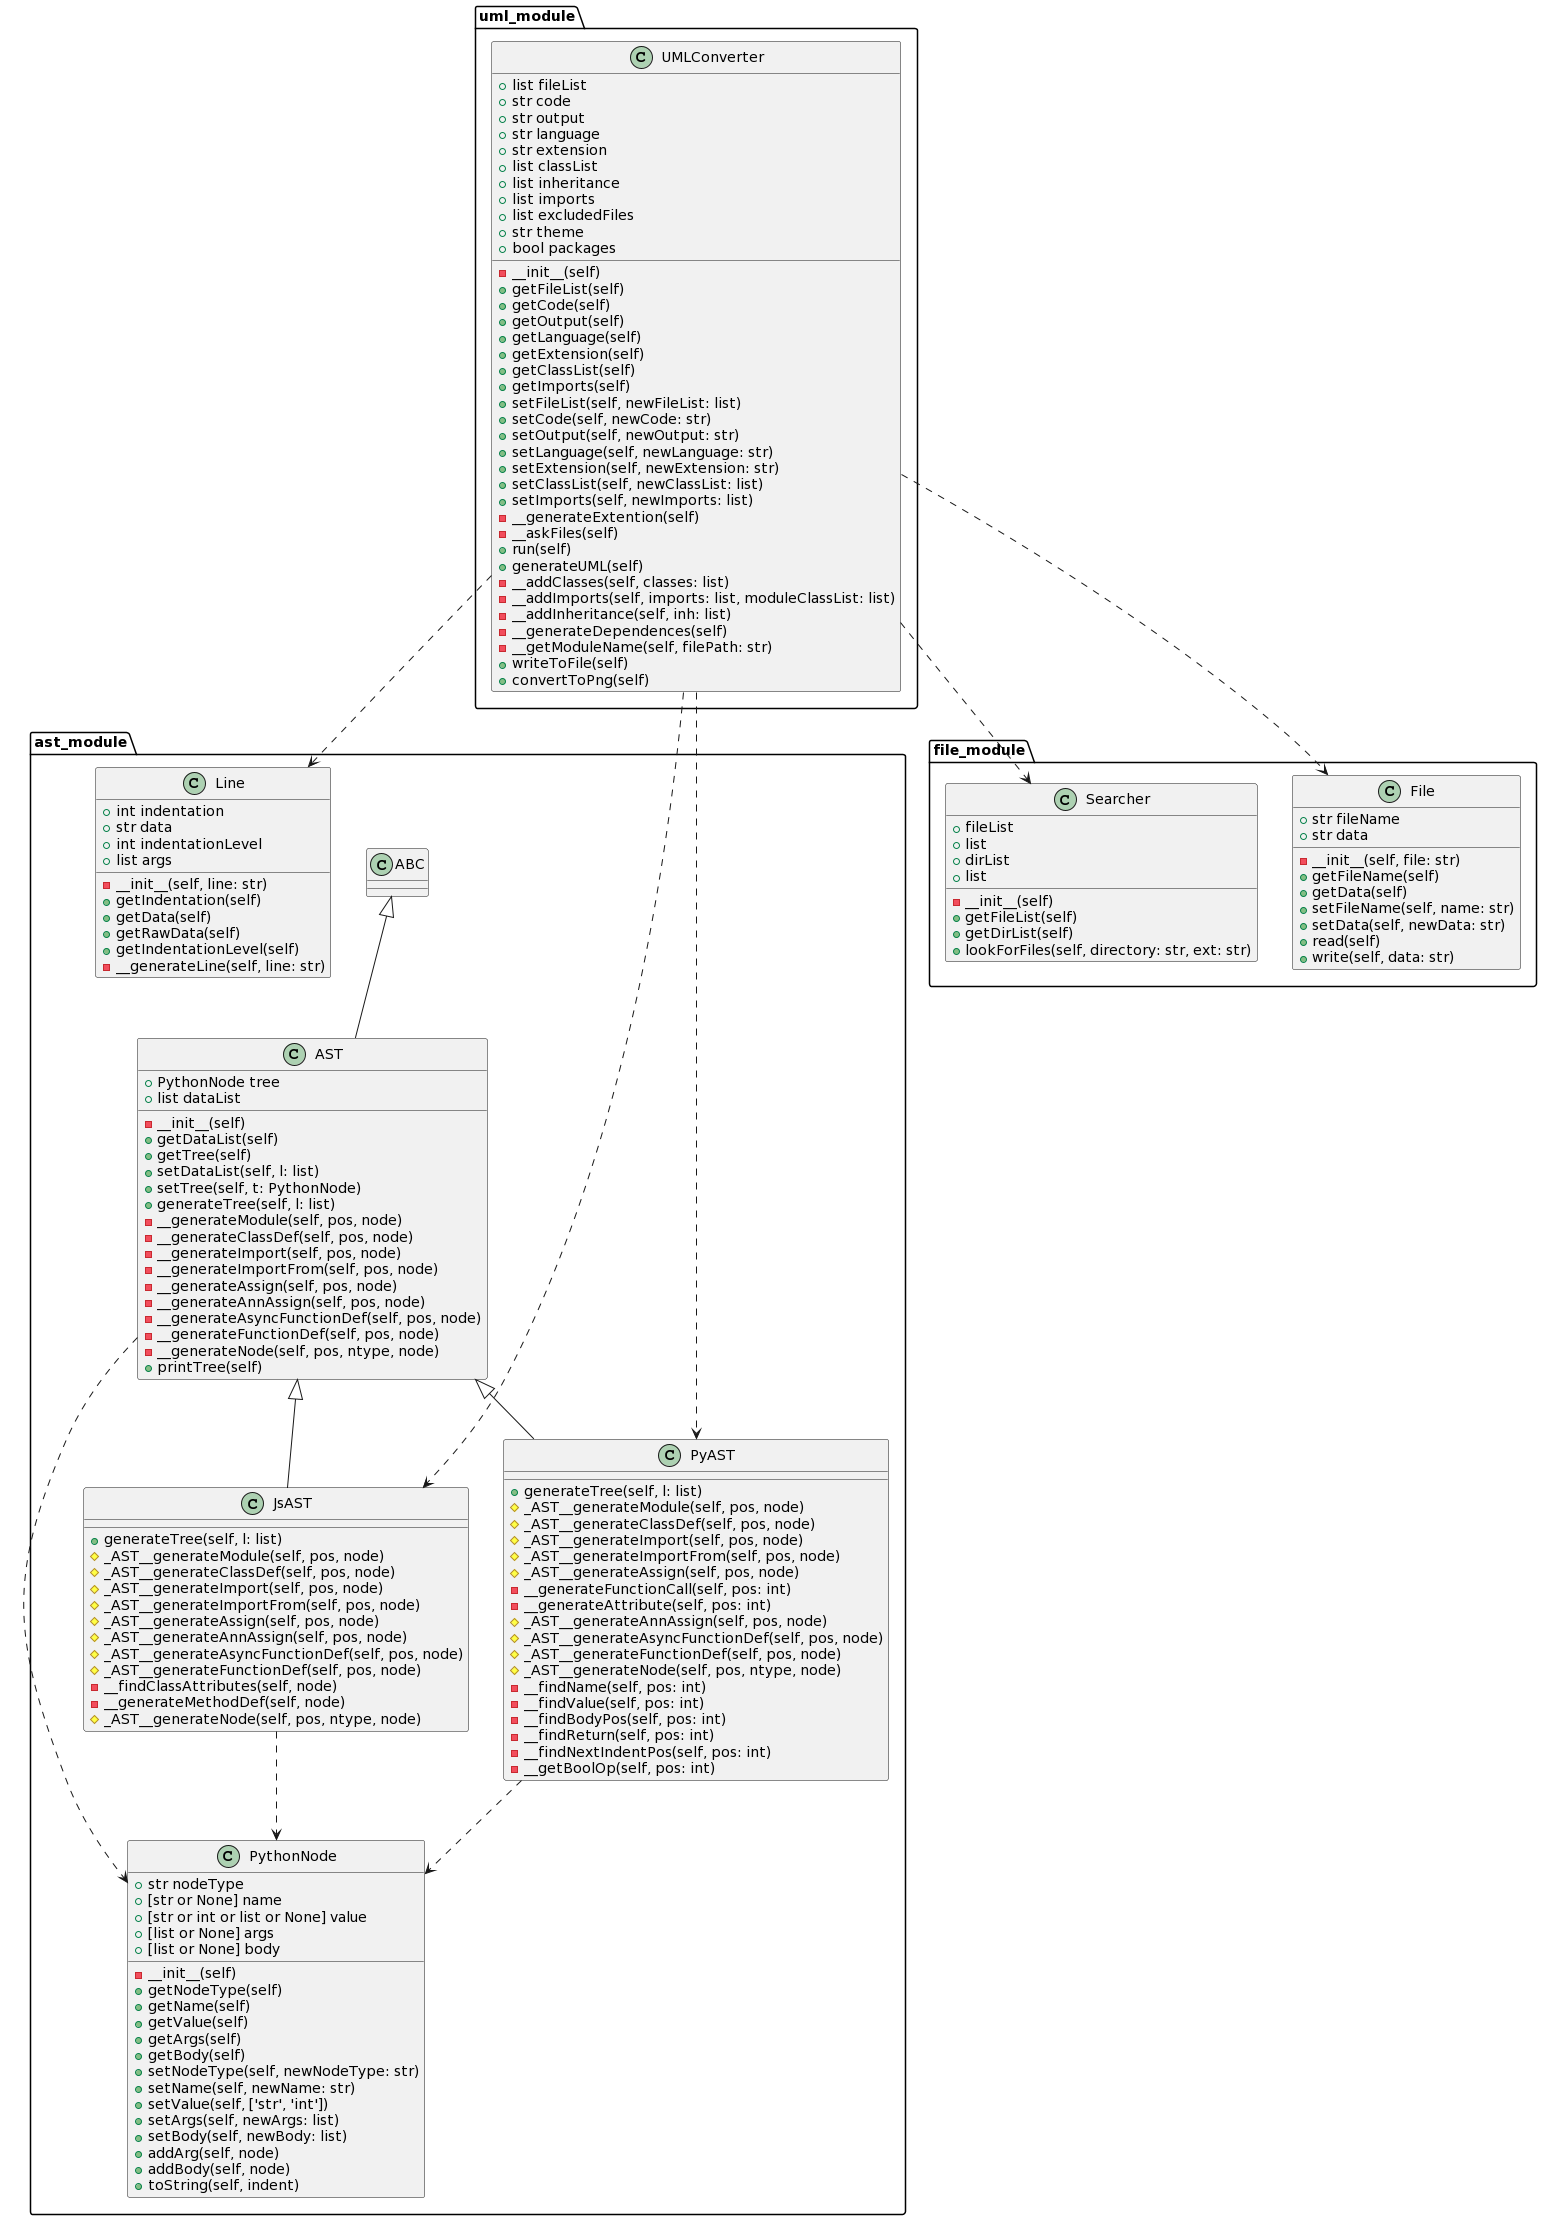 uml_module
C UMLConverter
list fileList
str code
str output
str language
str extension
list classList
list inheritance
list imports
list excludedFiles
str theme
bool packages
__init__(self)
getFileList(self)
getCode(self)
getOutput(self)
getLanguage(self)
getExtension(self)
getClassList(self)
getImports(self)
setFileList(self, newFileList: list)
setCode(self, newCode: str)
setOutput(self, newOutput: str)
setLanguage(self, newLanguage: str)
setExtension(self, newExtension: str)
setClassList(self, newClassList: list)
setImports(self, newImports: list)
__generateExtention(self)
__askFiles(self)
run(self)
generateUML(self)
__addClasses(self, classes: list)
__addImports(self, imports: list, moduleClassList: list)
__addInheritance(self, inh: list)
__generateDependences(self)
__getModuleName(self, filePath: str)
writeToFile(self)
convertToPng(self)
ast_module
C Line
int indentation
str data
int indentationLevel
list args
__init__(self, line: str)
getIndentation(self)
getData(self)
getRawData(self)
getIndentationLevel(self)
__generateLine(self, line: str)
C ABC
file_module
C Searcher
fileList
list
dirList
list
__init__(self)
getFileList(self)
getDirList(self)
lookForFiles(self, directory: str, ext: str)
C File
str fileName
str data
__init__(self, file: str)
getFileName(self)
getData(self)
setFileName(self, name: str)
setData(self, newData: str)
read(self)
write(self, data: str)
C AST
PythonNode tree
list dataList
__init__(self)
getDataList(self)
getTree(self)
setDataList(self, l: list)
setTree(self, t: PythonNode)
generateTree(self, l: list)
__generateModule(self, pos, node)
__generateClassDef(self, pos, node)
__generateImport(self, pos, node)
__generateImportFrom(self, pos, node)
__generateAssign(self, pos, node)
__generateAnnAssign(self, pos, node)
__generateAsyncFunctionDef(self, pos, node)
__generateFunctionDef(self, pos, node)
__generateNode(self, pos, ntype, node)
printTree(self)
C JsAST
generateTree(self, l: list)
_AST__generateModule(self, pos, node)
_AST__generateClassDef(self, pos, node)
_AST__generateImport(self, pos, node)
_AST__generateImportFrom(self, pos, node)
_AST__generateAssign(self, pos, node)
_AST__generateAnnAssign(self, pos, node)
_AST__generateAsyncFunctionDef(self, pos, node)
_AST__generateFunctionDef(self, pos, node)
__findClassAttributes(self, node)
__generateMethodDef(self, node)
_AST__generateNode(self, pos, ntype, node)
C PyAST
generateTree(self, l: list)
_AST__generateModule(self, pos, node)
_AST__generateClassDef(self, pos, node)
_AST__generateImport(self, pos, node)
_AST__generateImportFrom(self, pos, node)
_AST__generateAssign(self, pos, node)
__generateFunctionCall(self, pos: int)
__generateAttribute(self, pos: int)
_AST__generateAnnAssign(self, pos, node)
_AST__generateAsyncFunctionDef(self, pos, node)
_AST__generateFunctionDef(self, pos, node)
_AST__generateNode(self, pos, ntype, node)
__findName(self, pos: int)
__findValue(self, pos: int)
__findBodyPos(self, pos: int)
__findReturn(self, pos: int)
__findNextIndentPos(self, pos: int)
__getBoolOp(self, pos: int)
C PythonNode
str nodeType
[str or None] name
[str or int or list or None] value
[list or None] args
[list or None] body
__init__(self)
getNodeType(self)
getName(self)
getValue(self)
getArgs(self)
getBody(self)
setNodeType(self, newNodeType: str)
setName(self, newName: str)
setValue(self, ['str', 'int'])
setArgs(self, newArgs: list)
setBody(self, newBody: list)
addArg(self, node)
addBody(self, node)
toString(self, indent)